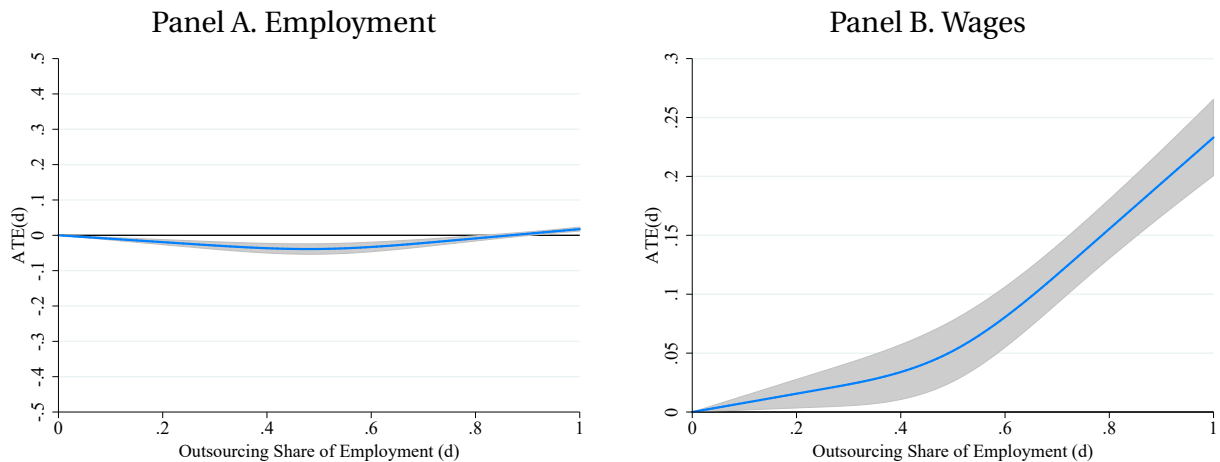 Panel A. Employment
.5
.4
.3
.2
.1
0
-.1
-.2
-.3
-.4
-.5
ATE(d)
0 .2 .4 .6 .8 1
Outsourcing Share of Employment (d)
Panel B. Wages
.3
.25
.2
.15
.1
.05
0
ATE(d)
0 .2 .4 .6 .8 1
Outsourcing Share of Employment (d)